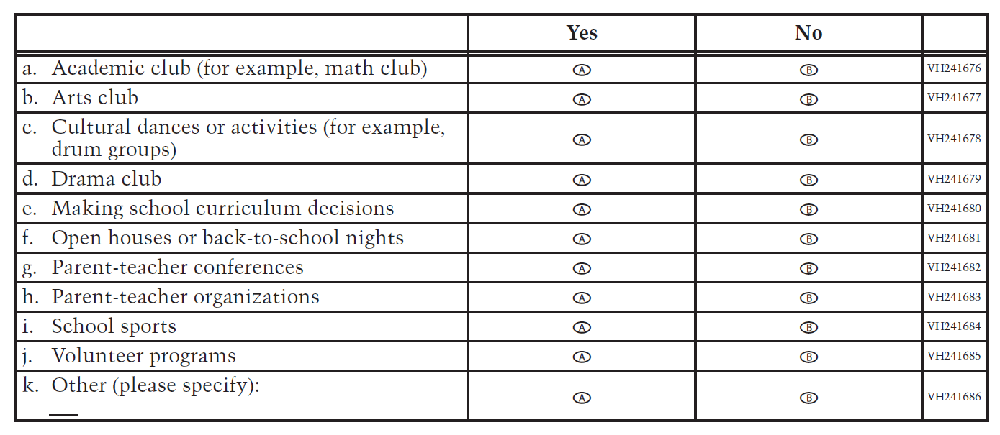 Yes No
a. Academic club (for example, math club) Ⓐ Ⓑ VH241676
b. Arts club Ⓐ Ⓑ VH241677
c. Cultural dances or activities (for example,
drum groups) Ⓐ Ⓑ VH241678
d. Drama club Ⓐ Ⓑ VH241679
e. Making school curriculum decisions Ⓐ Ⓑ VH241680
f. Open houses or back-to-school nights Ⓐ Ⓑ VH241681
g. Parent-teacher conferences Ⓐ Ⓑ VH241682
h. Parent-teacher organizations Ⓐ Ⓑ VH241683
i. School sports Ⓐ Ⓑ VH241684
j. Volunteer programs Ⓐ Ⓑ VH241685
k. Other (please specify): Ⓐ Ⓑ VH241686